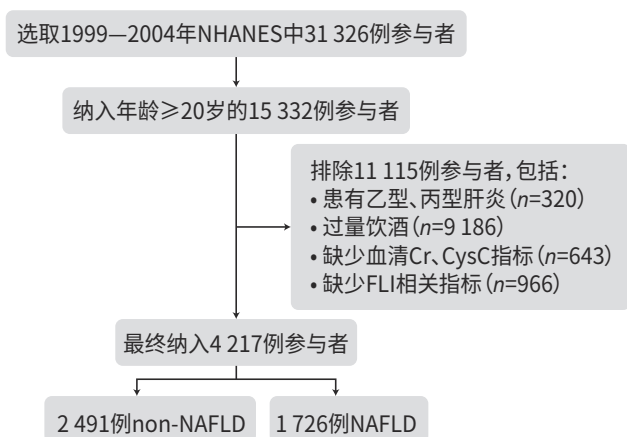 选取1999—2004年NHANES中31 326例参与者
纳入年龄≥20岁的15 332例参与者
排除11 115例参与者,包括:
• 患有乙型、丙型肝炎(n=320)
• 过量饮酒(n=9 186)
• 缺少血清Cr、CysC指标(n=643)
• 缺少FLI相关指标(n=966)
最终纳入4 217例参与者
2 491例non-NAFLD
1 726例NAFLD